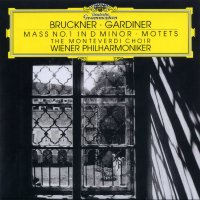 Deutsche
Grammophon
BRUCKNER · GARDINER
MASS NO. 1 IN D MINOR · MOTETS
THE MONTEVERDI CHOIR
WIENER PHILHARMONIKER